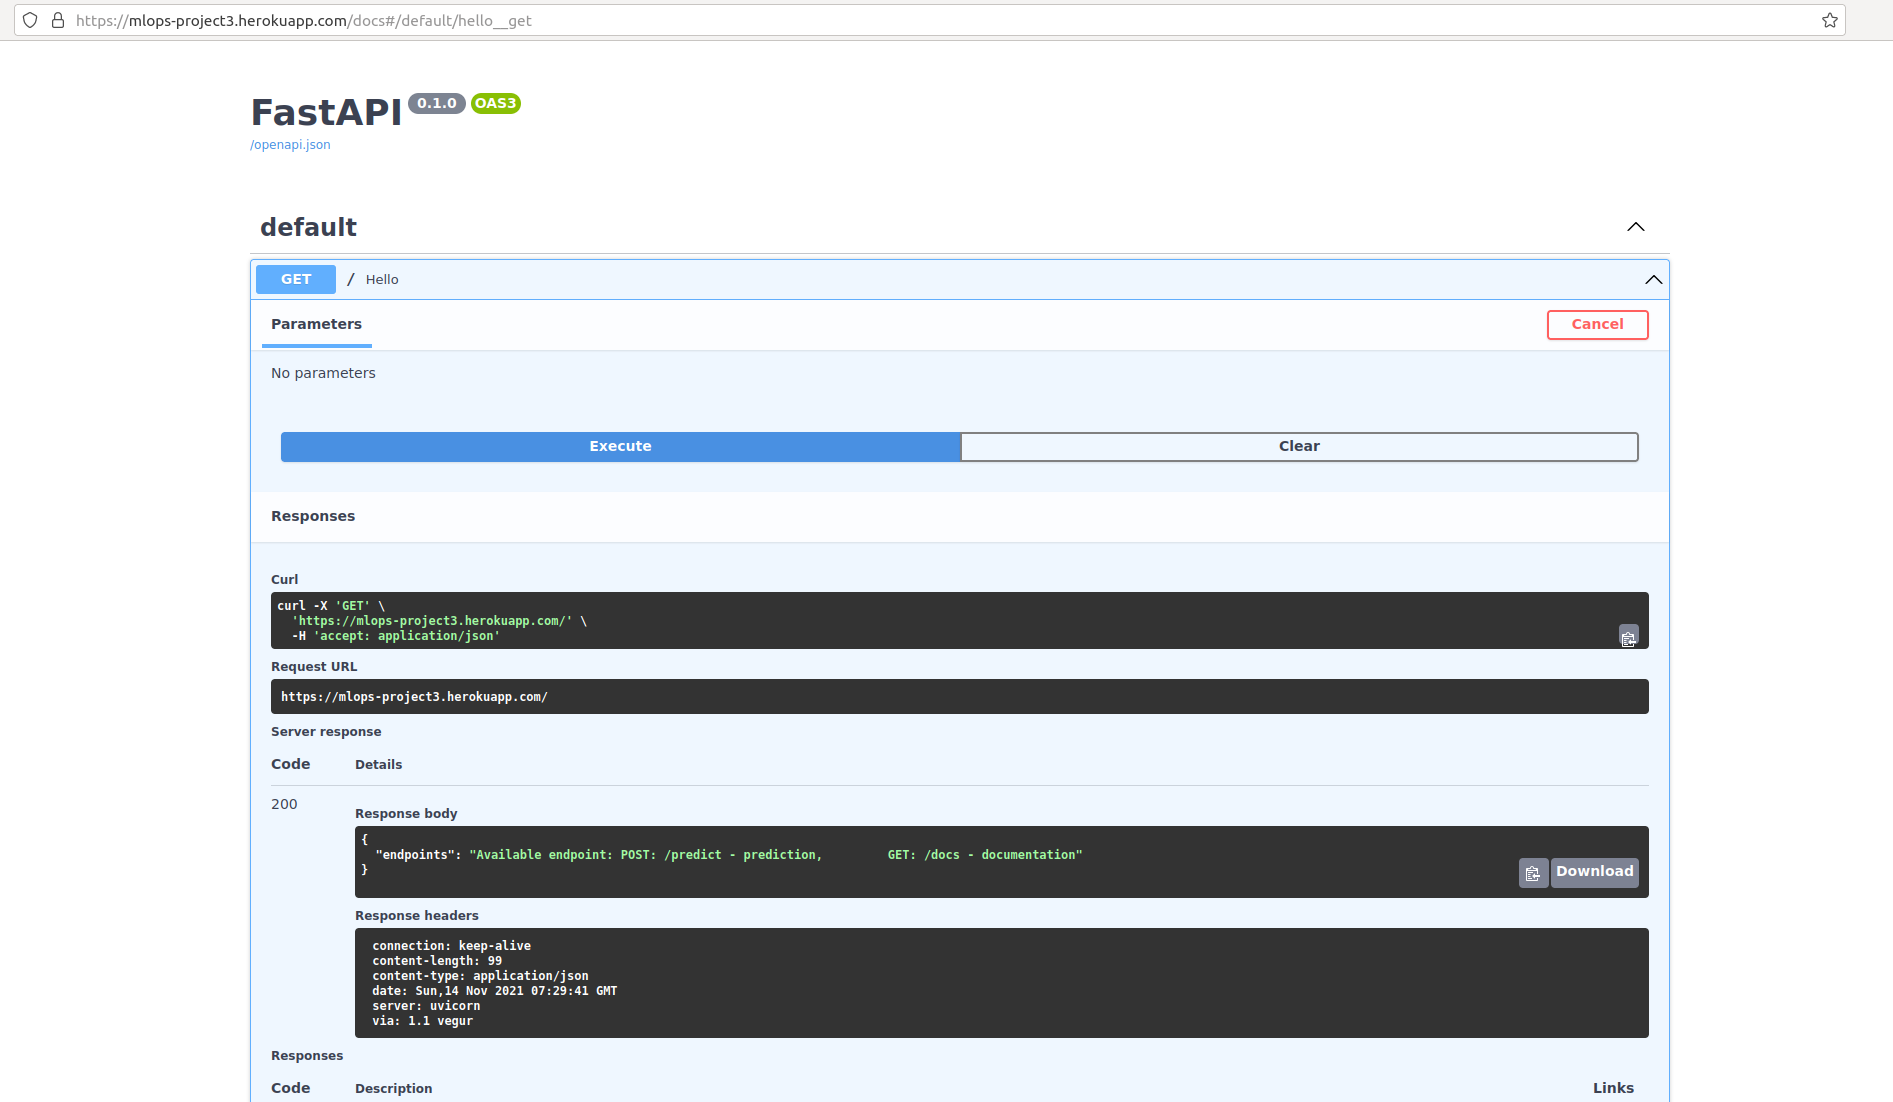 https://mlops-project3.herokuapp.com/docs#/default/hello__get
FastAPI 0.1.0 OAS3
/openapi.json
default
GET / Hello
Parameters Cancel
No parameters
Execute Clear
Responses
Curl
curl -X 'GET' \
  'https://mlops-project3.herokuapp.com/' \
  -H 'accept: application/json'
Request URL
https://mlops-project3.herokuapp.com/
Server response
Code Details
200
Response body
{
  "endpoints": "Available endpoint: POST: /predict - prediction,         GET: /docs - documentation"
}
Download
Response headers
connection: keep-alive
content-length: 99
content-type: application/json
date: Sun,14 Nov 2021 07:29:41 GMT
server: uvicorn
via: 1.1 vegur
Responses
Code Description Links